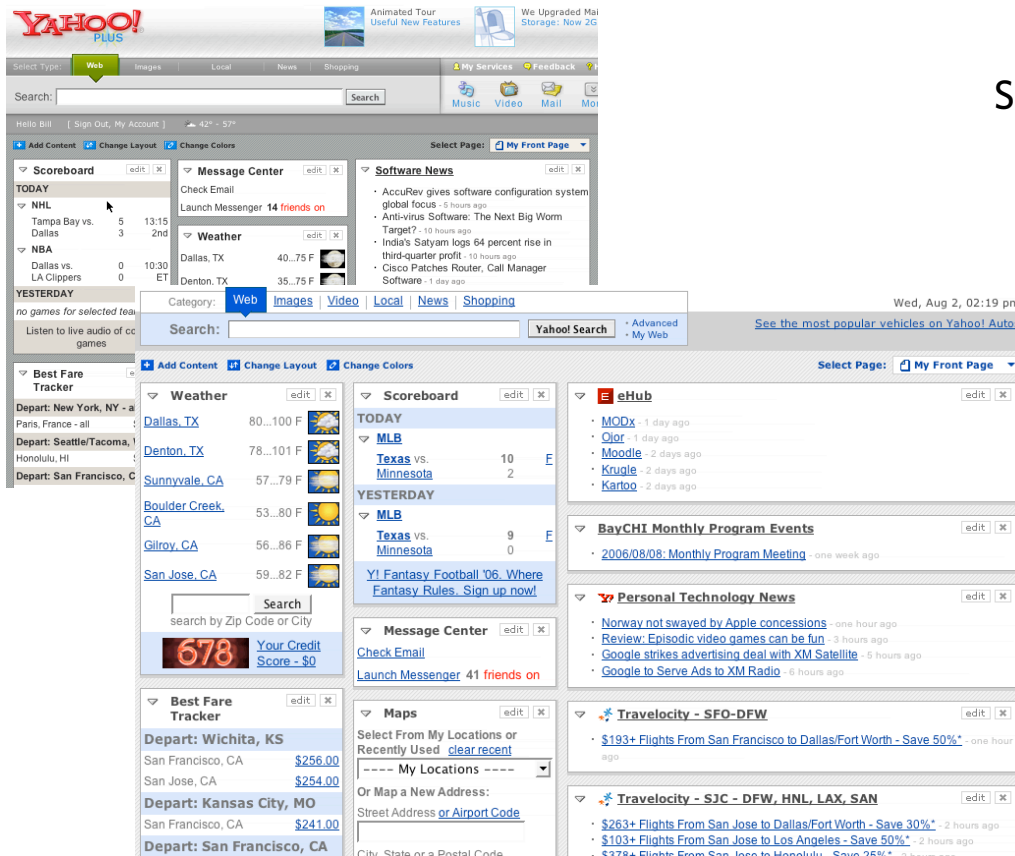 YAHOO!
PLUS
Animated Tour
Useful New Features
We Upgraded Mai
Storage: Now 2G
S
Select Type: Web Images Local News Shopping
My Services Feedback
Search: Search
Music Video Mail Mo
Hello Bill [ Sign Out, My Account ] 42° - 57°
Add Content Change Layout Change Colors Select Page: My Front Page
Scoreboard edit
TODAY
NHL
Tampa Bay vs. 5 13:15
Dallas 3 2nd
NBA
Dallas vs. 0 10:30
LA Clippers 0 ET
YESTERDAY
no games for selected tea
Listen to live audio of cc
games
Best Fare
Tracker
Depart: New York, NY - a
Paris, France - all
Depart: Seattle/Tacoma,
Honolulu, HI
Depart: San Francisco, C
Message Center edit
Check Email
Launch Messenger 14 friends on
Weather edit
Dallas, TX 40...75 F
Denton, TX 35...75 F
Software News edit
· AccuRev gives software configuration system
global focus - 5 hours ago
· Anti-virus Software: The Next Big Worm
Target? - 10 hours ago
· India's Satyam logs 64 percent rise in
third-quarter profit - 10 hours ago
· Cisco Patches Router, Call Manager
Software - 1 day ago
Category: Web Images | Video | Local | News | Shopping
Search: Yahoo! Search · Advanced
· My Web
Wed, Aug 2, 02:19 pm
See the most popular vehicles on Yahoo! Auto
Add Content Change Layout Change Colors Select Page: My Front Page
Weather edit
Dallas, TX 80...100 F
Denton, TX 78...101 F
Sunnyvale, CA 57...79 F
Boulder Creek,
CA 53...80 F
Gilroy, CA 56...86 F
San Jose, CA 59...82 F
Search
search by Zip Code or City
678 Your Credit
Score - $0
Best Fare edit
Tracker
Depart: Wichita, KS
San Francisco, CA $256.00
San Jose, CA $254.00
Depart: Kansas City, MO
San Francisco, CA $241.00
Depart: San Francisco, CA
Scoreboard edit
TODAY
MLB
Texas vs. 10 F
Minnesota 2
YESTERDAY
MLB
Texas vs. 9 F
Minnesota 0
Y! Fantasy Football '06. Where
Fantasy Rules. Sign up now!
Message Center edit
Check Email
Launch Messenger 41 friends on
Maps edit
Select From My Locations or
Recently Used clear recent
---- My Locations ----
Or Map a New Address:
Street Address or Airport Code
City, State or a Postal Code
E eHub edit
· MODx - 1 day ago
· Ojor - 1 day ago
· Moodle - 2 days ago
· Krugle - 2 days ago
· Kartoo - 2 days ago
BayCHI Monthly Program Events edit
· 2006/08/08: Monthly Program Meeting - one week ago
Y? Personal Technology News edit
· Norway not swayed by Apple concessions - one hour ago
· Review: Episodic video games can be fun - 3 hours ago
· Google strikes advertising deal with XM Satellite - 5 hours ago
· Google to Serve Ads to XM Radio - 6 hours ago
Travelocity - SFO-DFW edit
· $193+ Flights From San Francisco to Dallas/Fort Worth - Save 50%* - one hour
ago
Travelocity - SJC - DFW, HNL, LAX, SAN edit
· $263+ Flights From San Jose to Dallas/Fort Worth - Save 30%* - 2 hours ago
· $103+ Flights From San Jose to Los Angeles - Save 50%* - 2 hours ago
· $378+ Flights From San Jose to Honolulu - Save 25%* - 2 hours ago